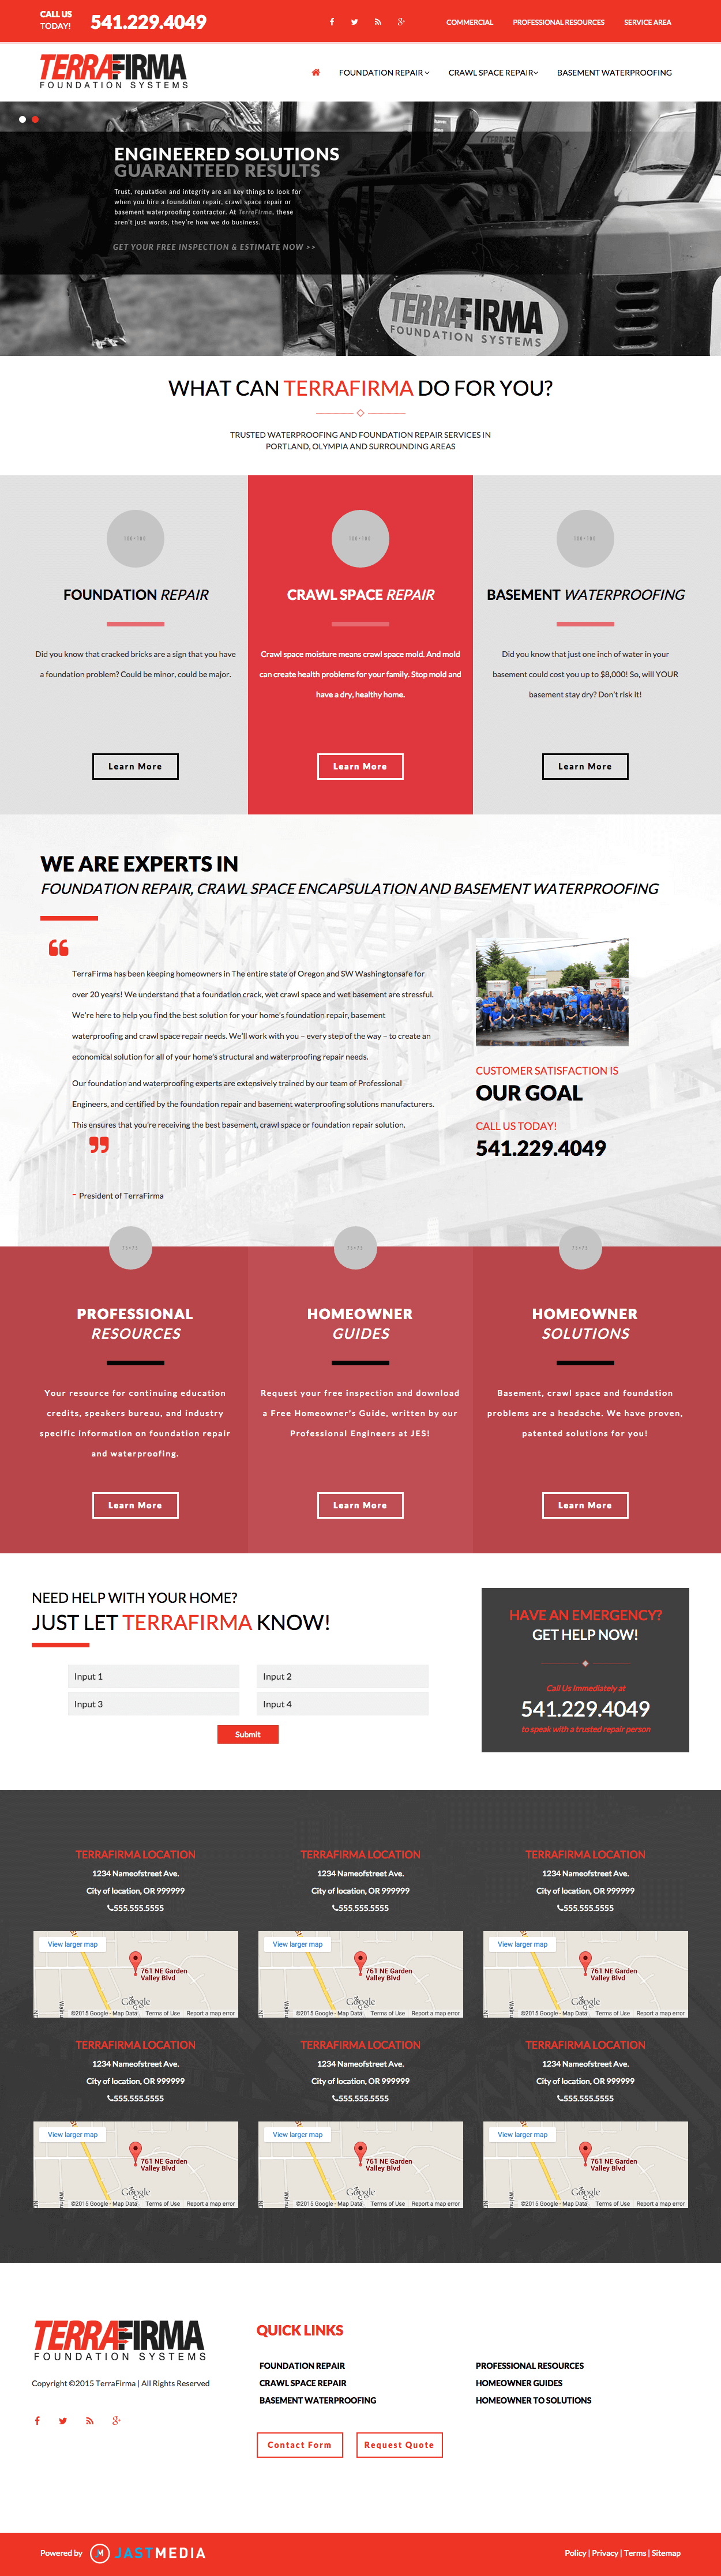 CALL US
TODAY!
541.229.4049
COMMERCIAL
PROFESSIONAL RESOURCES
SERVICE AREA
TERRAFIRMA
FOUNDATION SYSTEMS
FOUNDATION REPAIR
CRAWL SPACE REPAIR
BASEMENT WATERPROOFING
ENGINEERED SOLUTIONS
GUARANTEED RESULTS
Trust, reputation and integrity are all key things to look for
when you hire a foundation repair, crawl space repair or
basement waterproofing contractor. At TerraFirma, these
aren't just words, they're how we do business.
GET YOUR FREE INSPECTION & ESTIMATE NOW >>
TERRAFIRMA
FOUNDATION SYSTEMS
WHAT CAN TERRAFIRMA DO FOR YOU?
TRUSTED WATERPROOFING AND FOUNDATION REPAIR SERVICES IN
PORTLAND, OLYMPIA AND SURROUNDING AREAS
100×100
100×100
100×100
FOUNDATION REPAIR
Did you know that cracked bricks are a sign that you have
a foundation problem? Could be minor, could be major.
Learn More
CRAWL SPACE REPAIR
Crawl space moisture means crawl space mold. And mold
can create health problems for your family. Stop mold and
have a dry, healthy home.
Learn More
BASEMENT WATERPROOFING
Did you know that just one inch of water in your
basement could cost you up to $8,000! So, will YOUR
basement stay dry? Don't risk it!
Learn More
WE ARE EXPERTS IN
FOUNDATION REPAIR, CRAWL SPACE ENCAPSULATION AND BASEMENT WATERPROOFING
TerraFirma has been keeping homeowners in The entire state of Oregon and SW Washingtonsafe for
over 20 years! We understand that a foundation crack, wet crawl space and wet basement are stressful.
We're here to help you find the best solution for your home's foundation repair, basement
waterproofing and crawl space repair needs. We'll work with you – every step of the way – to create an
economical solution for all of your home's structural and waterproofing repair needs.
Our foundation and waterproofing experts are extensively trained by our team of Professional
Engineers, and certified by the foundation repair and basement waterproofing solutions manufacturers.
This ensures that you're receiving the best basement, crawl space or foundation repair solution.
- President of TerraFirma
CUSTOMER SATISFACTION IS
OUR GOAL
CALL US TODAY!
541.229.4049
75×75
75×75
75×75
PROFESSIONAL
RESOURCES
Your resource for continuing education
credits, speakers bureau, and industry
specific information on foundation repair
and waterproofing.
Learn More
HOMEOWNER
GUIDES
Request your free inspection and download
a Free Homeowner's Guide, written by our
Professional Engineers at JES!
Learn More
HOMEOWNER
SOLUTIONS
Basement, crawl space and foundation
problems are a headache. We have proven,
patented solutions for you!
Learn More
NEED HELP WITH YOUR HOME?
JUST LET TERRAFIRMA KNOW!
Input 1
Input 2
Input 3
Input 4
Submit
HAVE AN EMERGENCY?
GET HELP NOW!
Call Us Immediately at
541.229.4049
to speak with a trusted repair person
TERRAFIRMA LOCATION
1234 Nameofstreet Ave.
City of location, OR 999999
555.555.5555
View larger map
761 NE Garden
Valley Blvd
Google
©2015 Google - Map Data Terms of Use Report a map error
TERRAFIRMA LOCATION
1234 Nameofstreet Ave.
City of location, OR 999999
555.555.5555
View larger map
761 NE Garden
Valley Blvd
Google
©2015 Google - Map Data Terms of Use Report a map error
TERRAFIRMA LOCATION
1234 Nameofstreet Ave.
City of location, OR 999999
555.555.5555
View larger map
761 NE Garden
Valley Blvd
Google
©2015 Google - Map Data Terms of Use Report a map error
TERRAFIRMA LOCATION
1234 Nameofstreet Ave.
City of location, OR 999999
555.555.5555
View larger map
761 NE Garden
Valley Blvd
Google
©2015 Google - Map Data Terms of Use Report a map error
TERRAFIRMA LOCATION
1234 Nameofstreet Ave.
City of location, OR 999999
555.555.5555
View larger map
761 NE Garden
Valley Blvd
Google
©2015 Google - Map Data Terms of Use Report a map error
TERRAFIRMA LOCATION
1234 Nameofstreet Ave.
City of location, OR 999999
555.555.5555
View larger map
761 NE Garden
Valley Blvd
Google
©2015 Google - Map Data Terms of Use Report a map error
TERRAFIRMA
FOUNDATION SYSTEMS
Copyright ©2015 TerraFirma | All Rights Reserved
QUICK LINKS
FOUNDATION REPAIR
CRAWL SPACE REPAIR
BASEMENT WATERPROOFING
PROFESSIONAL RESOURCES
HOMEOWNER GUIDES
HOMEOWNER TO SOLUTIONS
Contact Form
Request Quote
Powered by
JASTMEDIA
Policy | Privacy | Terms | Sitemap